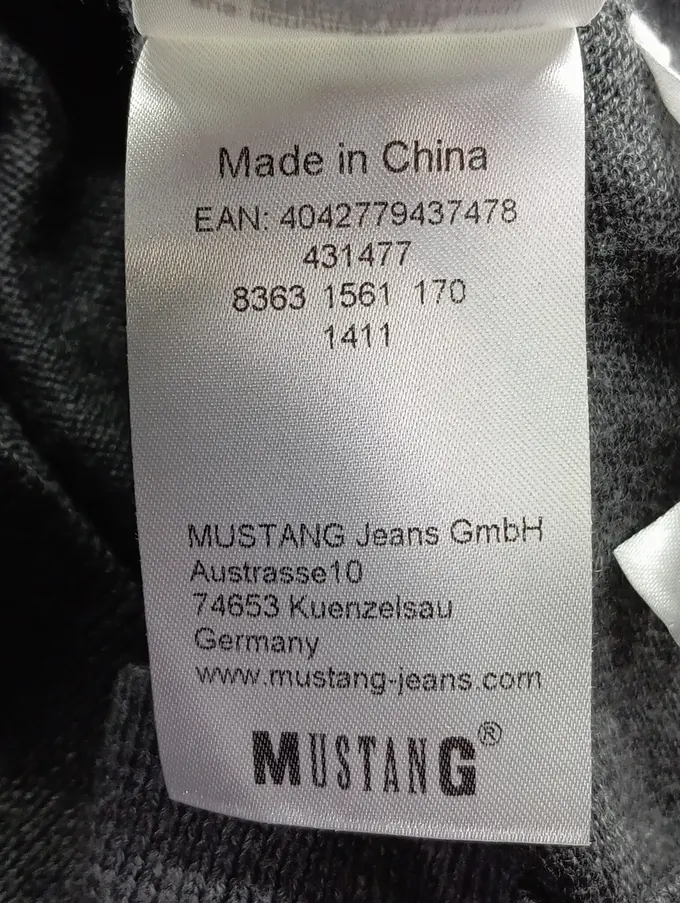 Made in China
EAN: 4042779437478
431477
8363 1561 170
1411
MUSTANG Jeans GmbH
Austrasse10
74653 Kuenzelsau
Germany
www.mustang-jeans.com
MUSTANG®